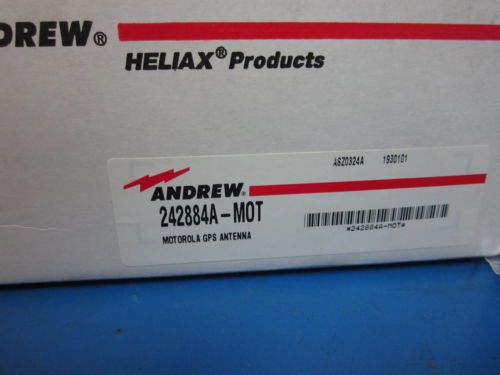 DREW®
HELIAX® Products
ASZ0324A 1930101
ANDREW.
242884A-MOT
MOTOROLA GPS ANTENNA
*242884A-MOT*